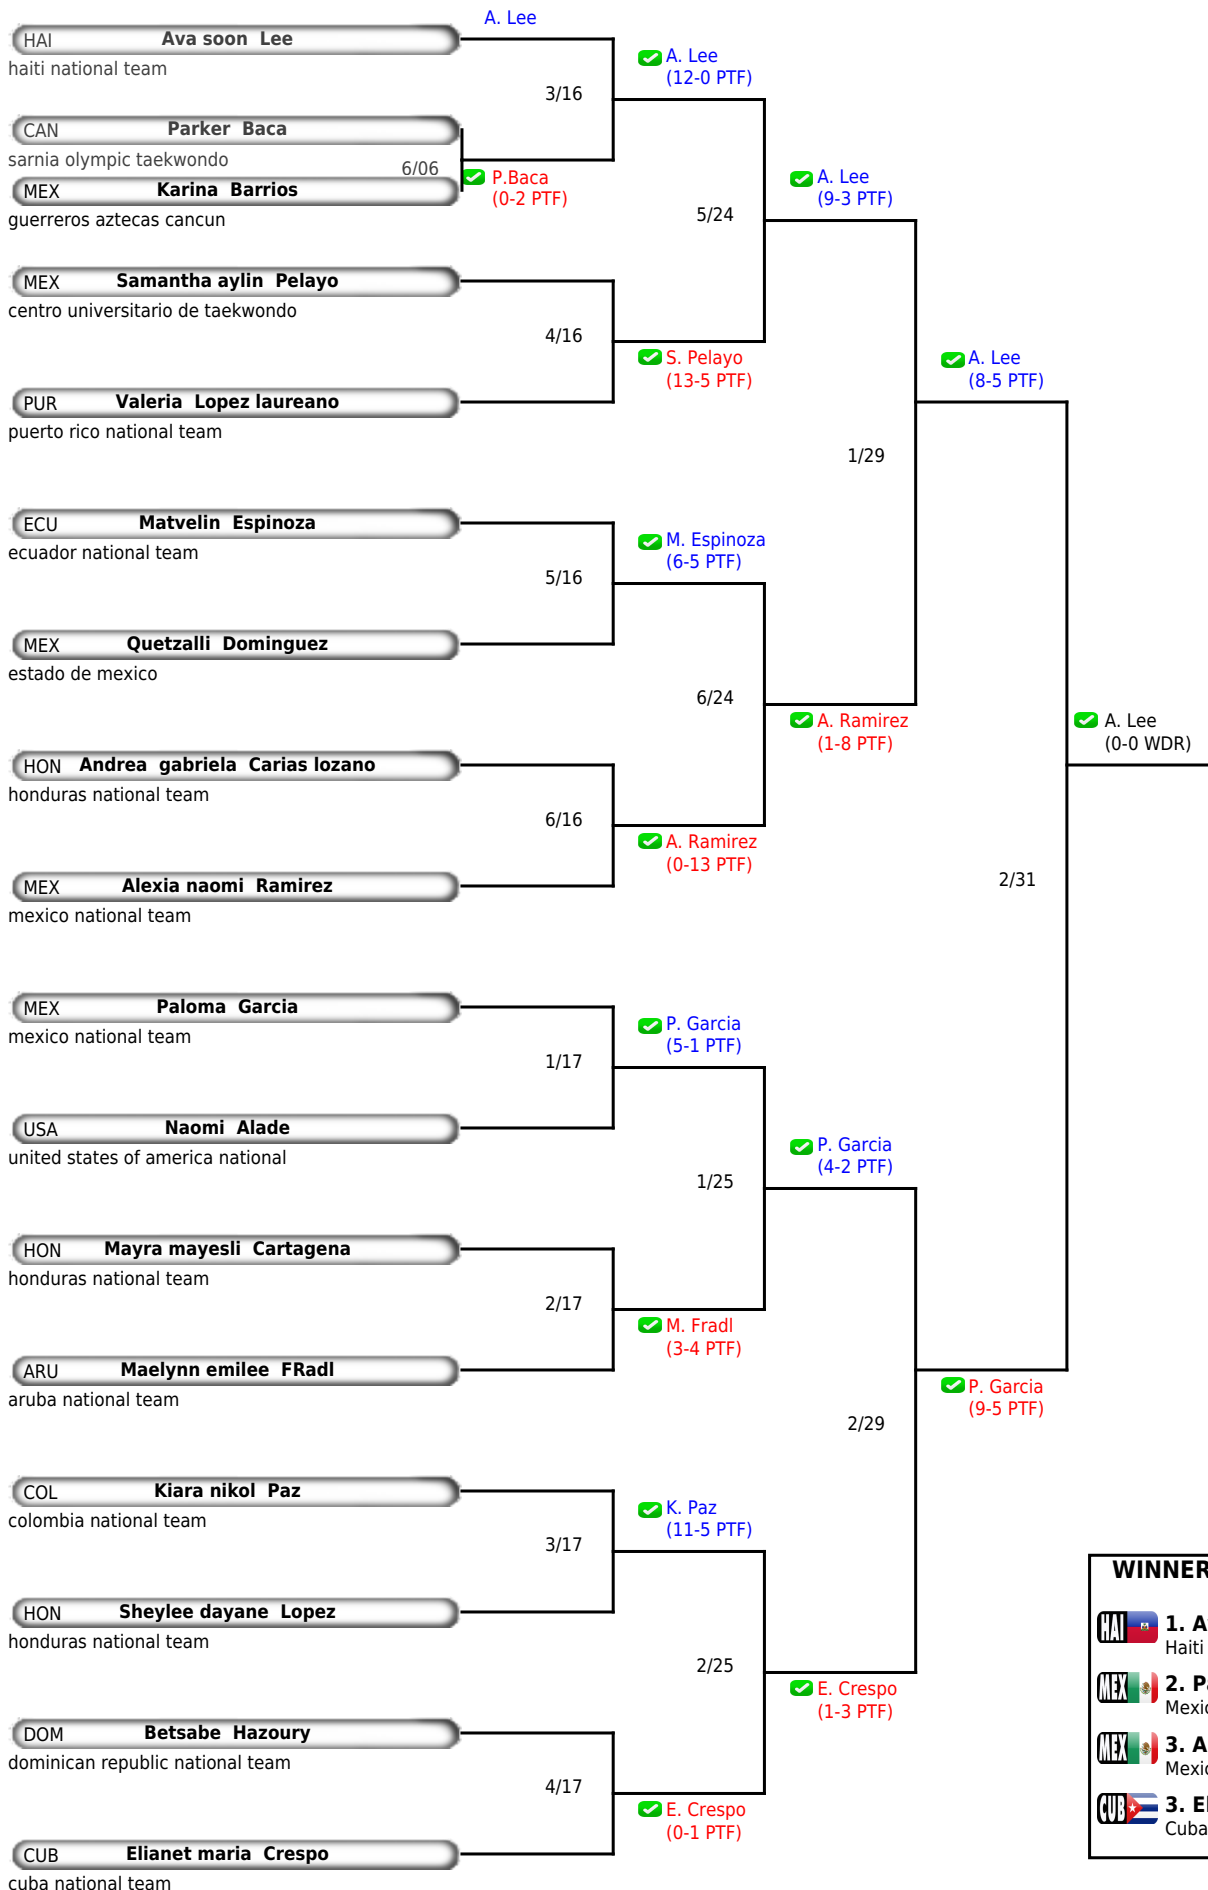 A. Lee
HAI Ava soon Lee
haiti national team
A. Lee
(12-0 PTF)
3/16
CAN Parker Baca
sarnia olympic taekwondo
6/06
P.Baca
(0-2 PTF)
MEX Karina Barrios
guerreros aztecas cancun
A. Lee
(9-3 PTF)
5/24
MEX Samantha aylin Pelayo
centro universitario de taekwondo
4/16
S. Pelayo
(13-5 PTF)
A. Lee
(8-5 PTF)
PUR Valeria Lopez laureano
puerto rico national team
1/29
ECU Matvelin Espinoza
ecuador national team
M. Espinoza
(6-5 PTF)
5/16
MEX Quetzalli Dominguez
estado de mexico
6/24
A. Ramirez
(1-8 PTF)
A. Lee
(0-0 WDR)
HON Andrea gabriela Carias lozano
honduras national team
6/16
A. Ramirez
(0-13 PTF)
MEX Alexia naomi Ramirez
mexico national team
2/31
MEX Paloma Garcia
mexico national team
P. Garcia
(5-1 PTF)
1/17
USA Naomi Alade
united states of america national
P. Garcia
(4-2 PTF)
1/25
HON Mayra mayesli Cartagena
honduras national team
2/17
M. Fradl
(3-4 PTF)
ARU Maelynn emilee FRadl
aruba national team
P. Garcia
(9-5 PTF)
2/29
COL Kiara nikol Paz
colombia national team
K. Paz
(11-5 PTF)
3/17
HON Sheylee dayane Lopez
honduras national team
2/25
E. Crespo
(1-3 PTF)
DOM Betsabe Hazoury
dominican republic national team
4/17
E. Crespo
(0-1 PTF)
CUB Elianet maria Crespo
cuba national team
WINNER
HAI 1. A
Haiti
MEX 2. Pa
Mexic
MEX 3. A
Mexic
CUB 3. El
Cuba